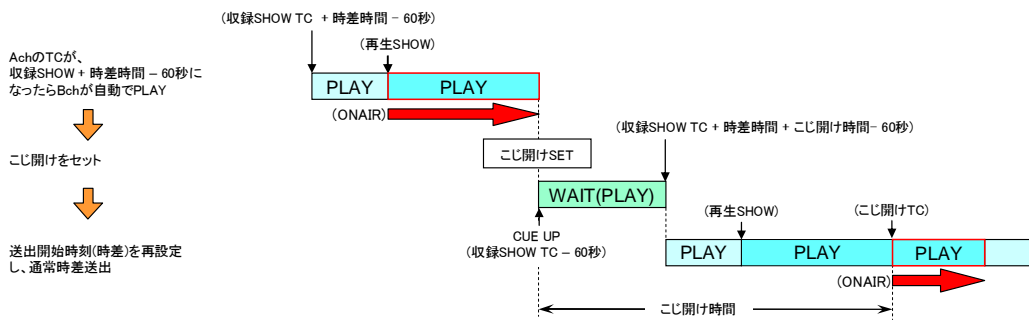 AchのTCが、
収録SHOW + 時差時間 – 60秒に
なったらBchが自動でPLAY
こじ開けをセット
送出開始時刻(時差)を再設定
し、通常時差送出
(収録SHOW TC + 時差時間 - 60秒)
(再生SHOW)
PLAY
PLAY
(ONAIR)
(収録SHOW TC + 時差時間 + こじ開け時間– 60秒)
こじ開けSET
WAIT(PLAY)
CUE UP
(収録SHOW TC – 60秒)
(再生SHOW)
(こじ開けTC)
PLAY
PLAY
PLAY
(ONAIR)
こじ開け時間